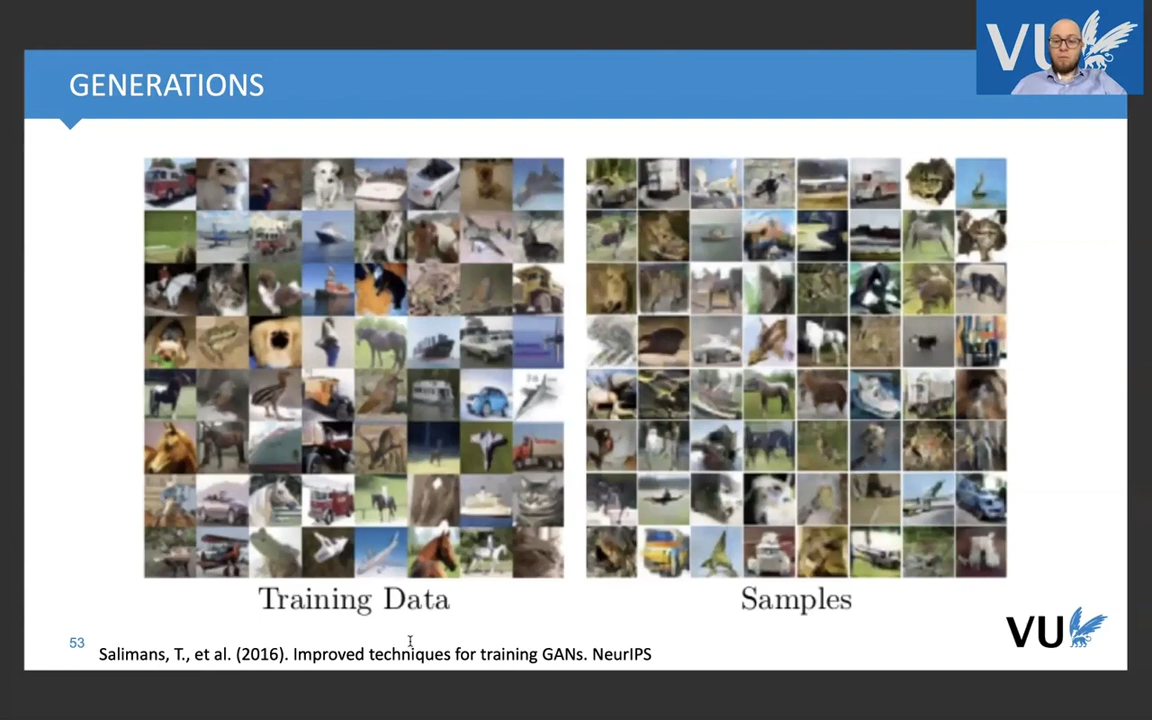 VU
GENERATIONS
Training Data
Samples
VU
53
Salimans, T., et al. (2016). Improved techniques for training GANs. NeurIPS